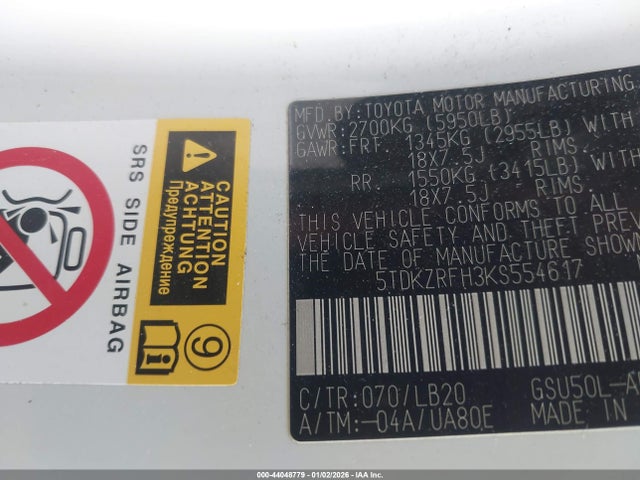 SRS SIDE AIRBAG
CAUTION
ATTENTION
ACHTUNG
Предупреждение
9
MFD. BY: TOYOTA MOTOR MANUFACTURING
GVWR: 2700KG (5950LB)
GAWR: FRT. 1345KG (2955LB) WITH
18X7.5J RIMS.
RR. 1550KG (3415LB) WITH
18X7.5J RIMS.
THIS VEHICLE CONFORMS TO ALL
VEHICLE SAFETY AND THEFT PREVE
THE DATE OF MANUFACTURE SHOWN
5TDKZRFH3KS554617
C/TR: 070/LB20 GSU50L-
A/TM: -04A/UA80E MADE IN
000-44048779 - 01/02/2026 - IAA Inc.